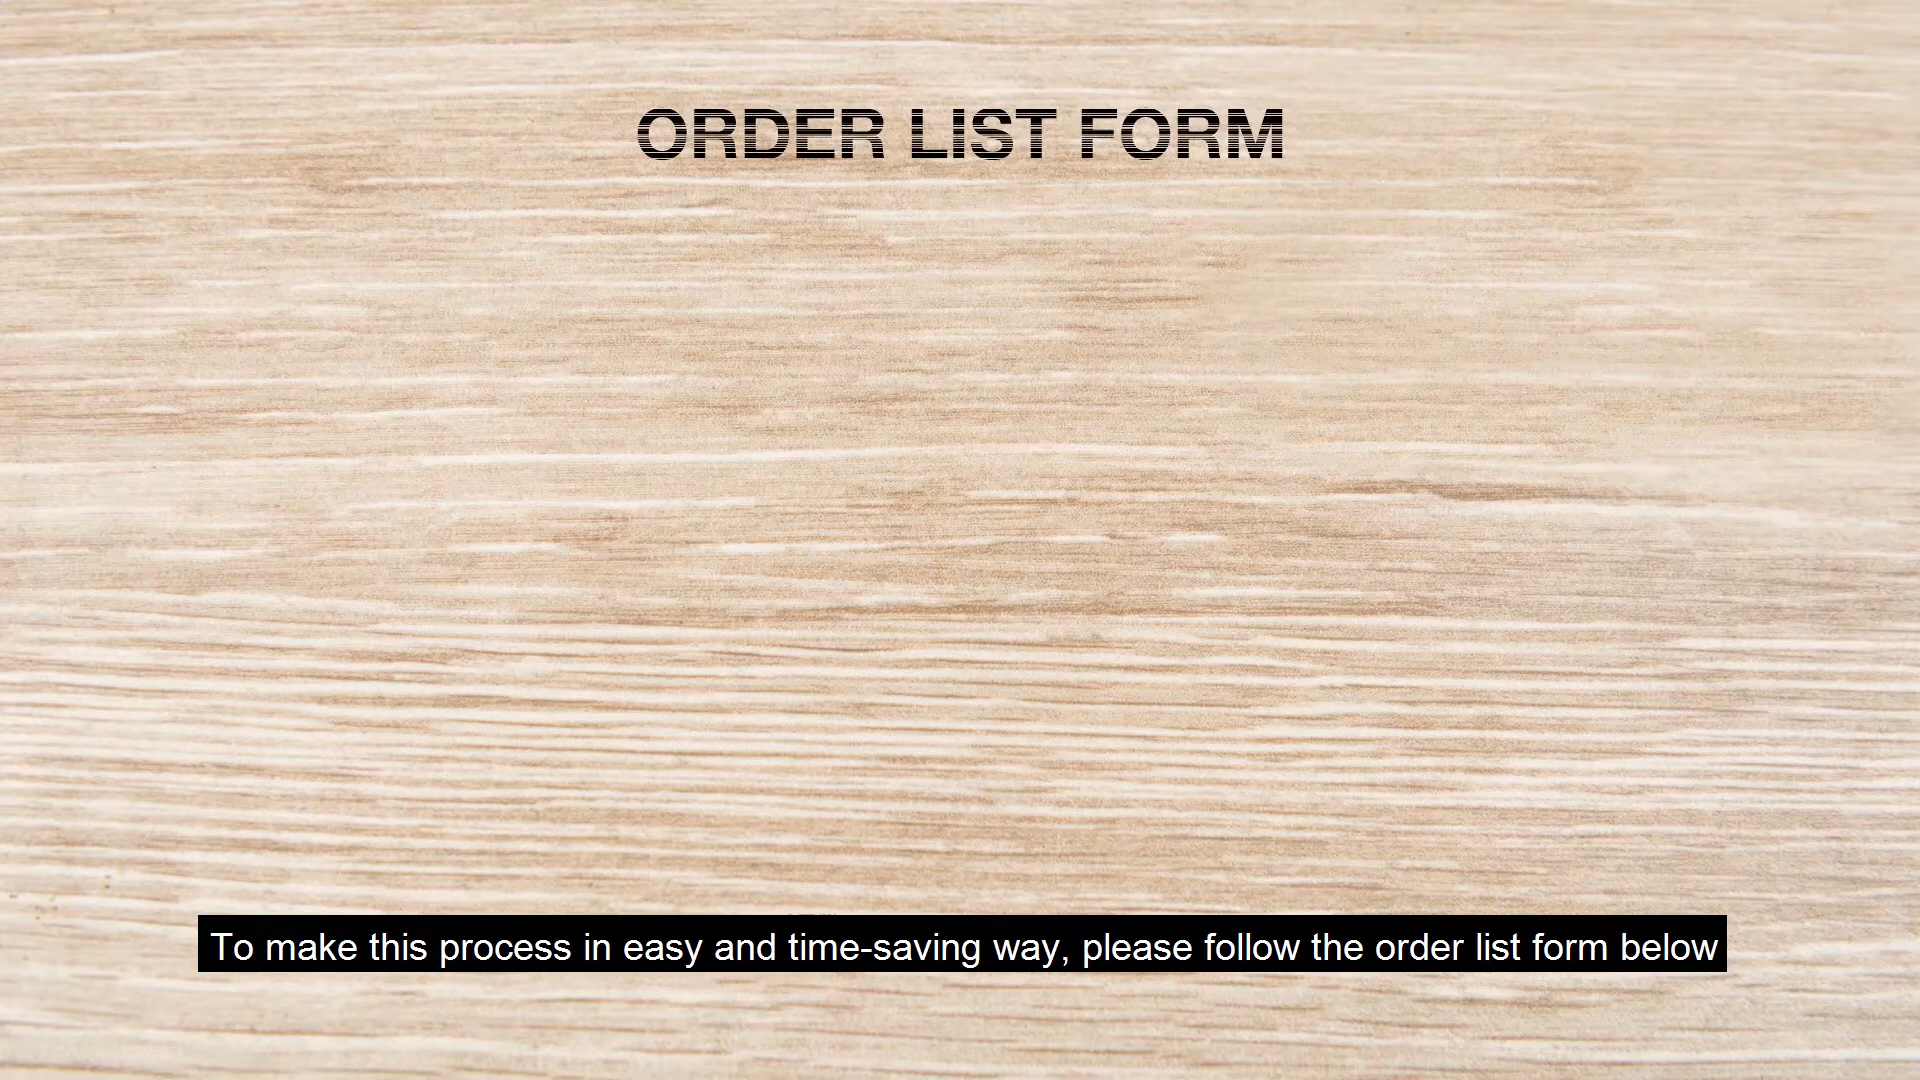 ORDER LIST FORM
To make this process in easy and time-saving way, please follow the order list form below